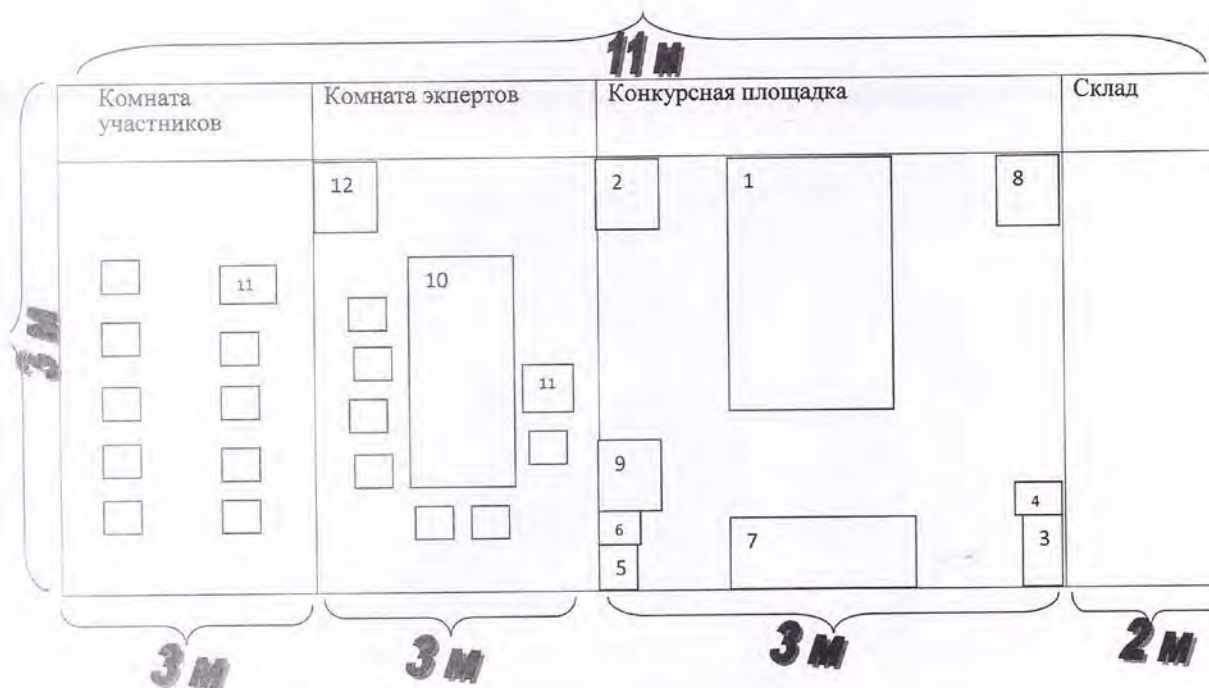 11 м
Комната
участников
Комната экпертов
Конкурсная площадка
Склад
12
2
1
8
11
10
3 м
11
9
4
6
7
3
5
3 м
3 м
3 м
2 м